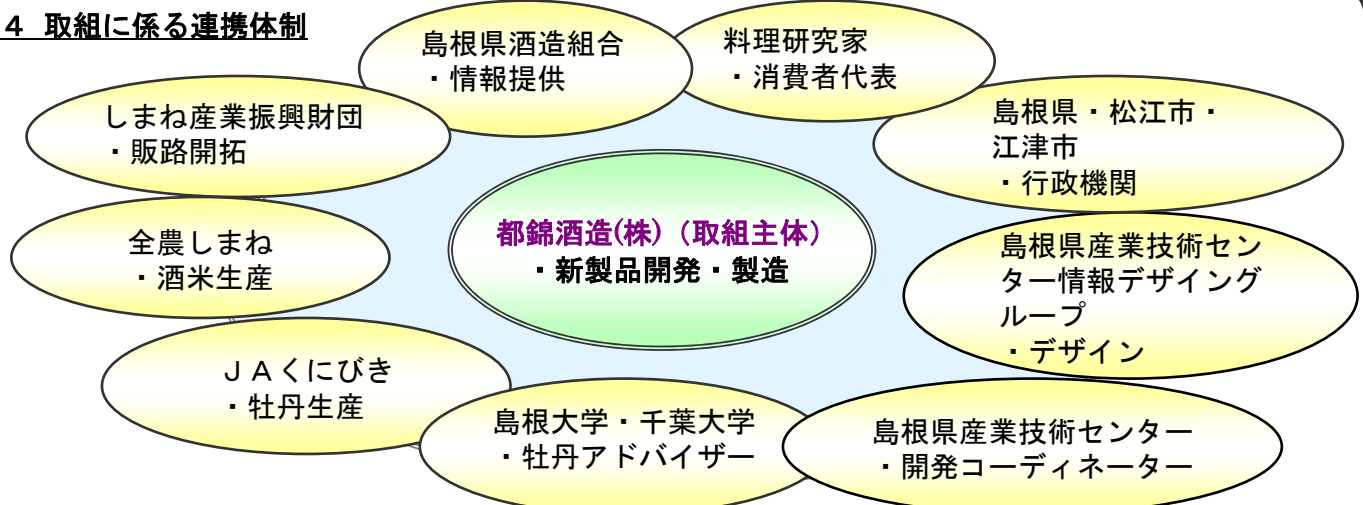 4 取組に係る連携体制
島根県酒造組合
・情報提供
料理研究家
・消費者代表
しまね産業振興財団
・販路開拓
島根県・松江市・
江津市
・行政機関
都錦酒造(株)（取組主体）
・新製品開発・製造
全農しまね
・酒米生産
島根県産業技術セン
ター情報デザイング
ループ
・デザイン
ＪＡくにびき
・牡丹生産
島根大学・千葉大学
・牡丹アドバイザー
島根県産業技術センター
・開発コーディネーター